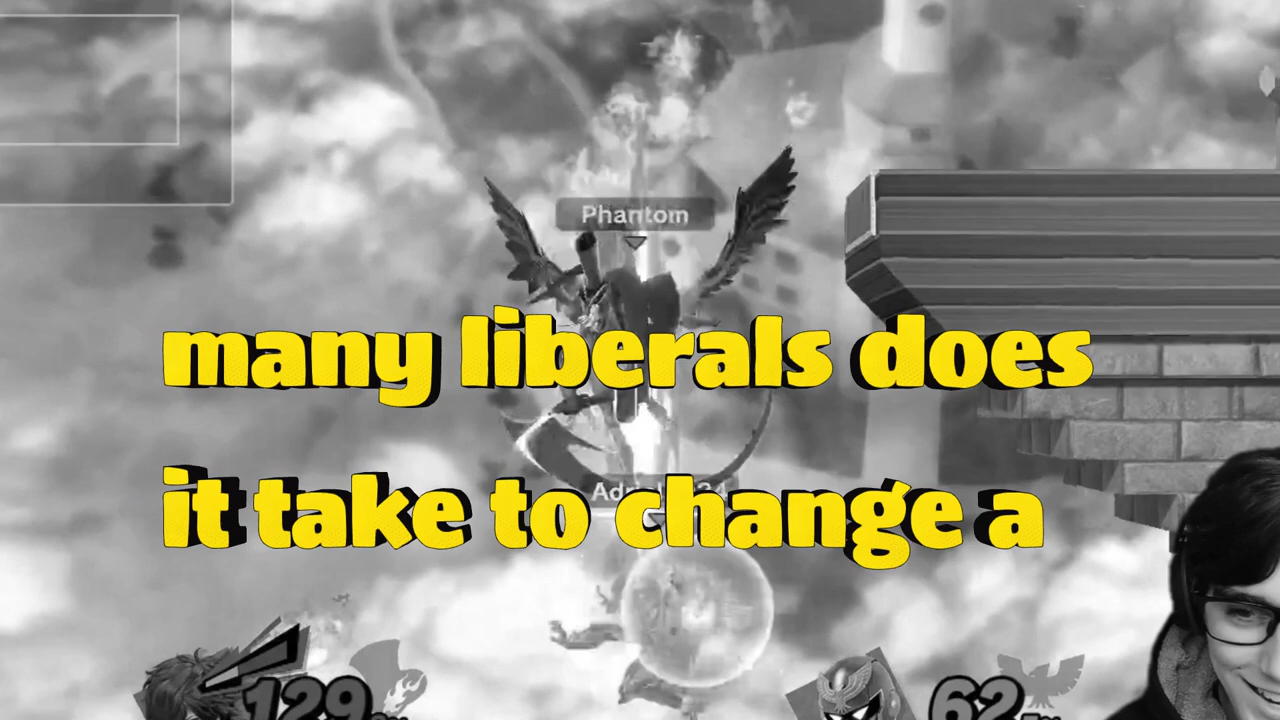 Phantom
many liberals does
it take to change a
129
62